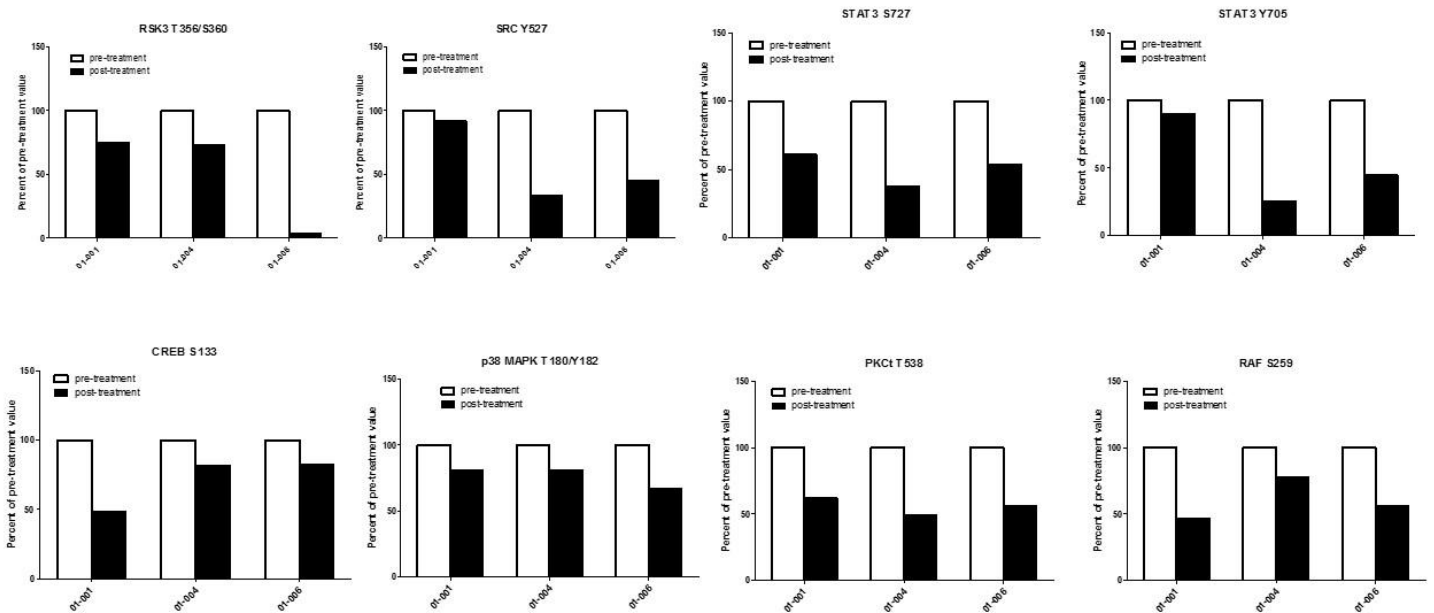 RSK3 T356/S360
150
100
50
0
Percent of pre-treatment value
pre-treatment
post-treatment
01-001
01-004
01-006
SRC Y527
150
100
50
0
Percent of pre-treatment value
pre-treatment
post-treatment
01-001
01-004
01-006
STAT3 S727
150
100
50
0
Percent of pre-treatment value
pre-treatment
post-treatment
01-001
01-004
01-006
STAT3 Y705
150
100
50
0
Percent of pre-treatment value
pre-treatment
post-treatment
01-001
01-004
01-006
CREB S133
150
100
50
0
Percent of pre-treatment value
pre-treatment
post-treatment
01-001
01-004
01-006
p38 MAPK T180/Y182
150
100
50
0
Percent of pre-treatment value
pre-treatment
post-treatment
01-001
01-004
01-006
PKCt T538
150
100
50
0
Percent of pre-treatment value
pre-treatment
post-treatment
01-001
01-004
01-006
RAF S259
150
100
50
0
Percent of pre-treatment value
pre-treatment
post-treatment
01-001
01-004
01-006